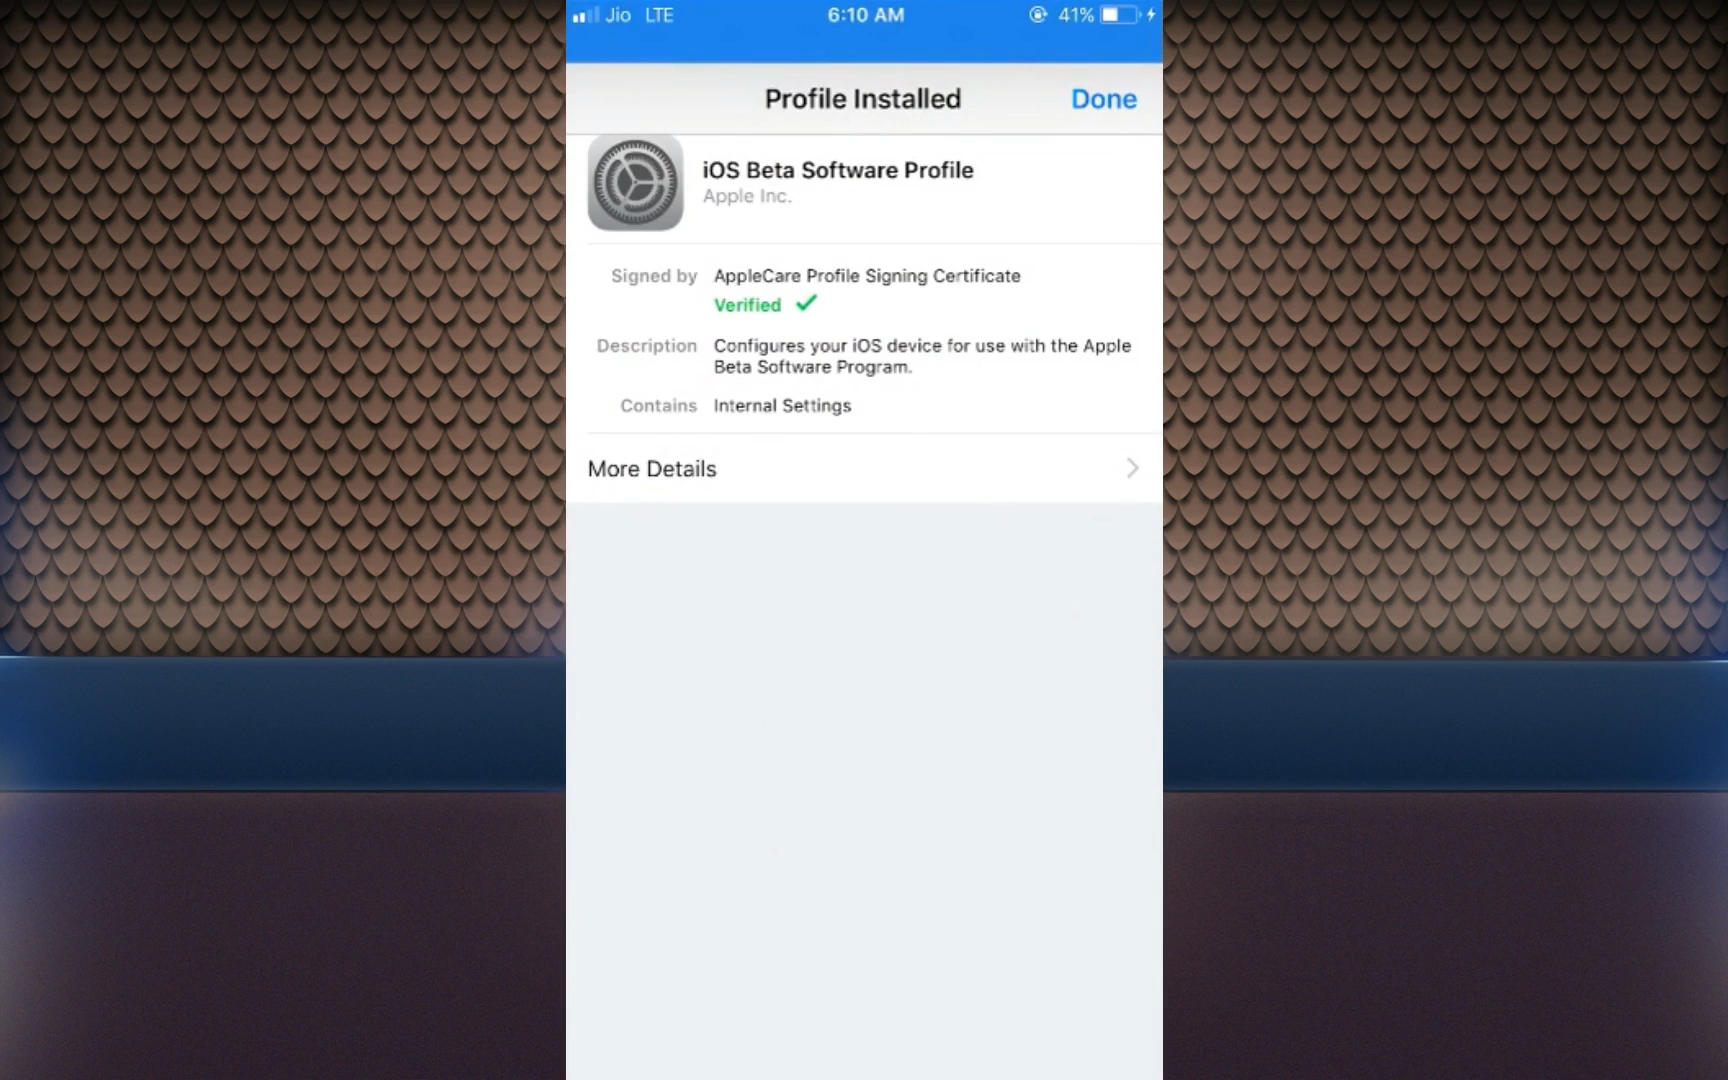 Jio LTE 6:10 AM 41%
Profile Installed Done
iOS Beta Software Profile
Apple Inc.
Signed by AppleCare Profile Signing Certificate
Verified
Description Configures your iOS device for use with the Apple
Beta Software Program.
Contains Internal Settings
More Details